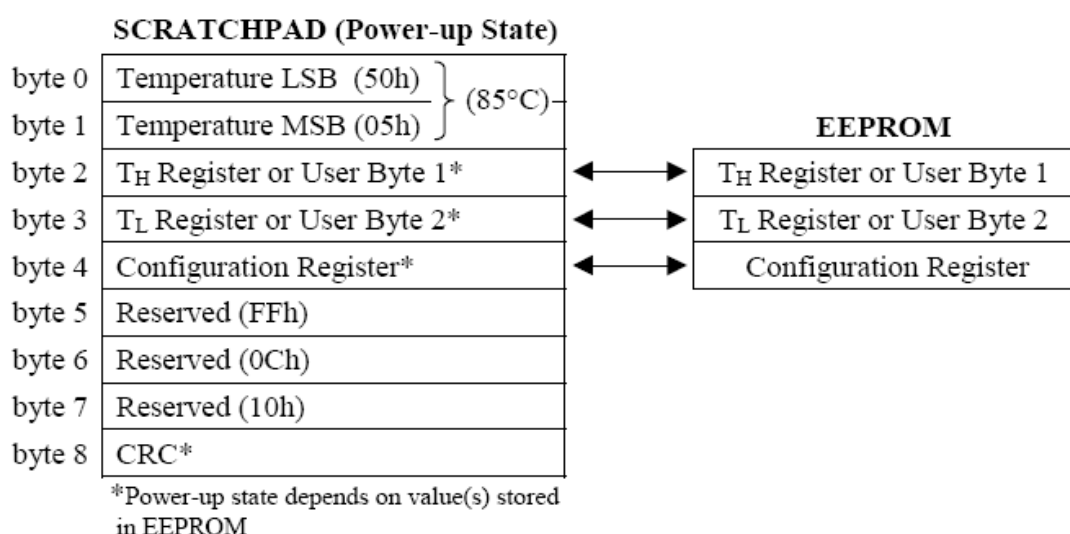 SCRATCHPAD (Power-up State)
byte 0 Temperature LSB (50h)
(85°C)
byte 1 Temperature MSB (05h)
EEPROM
byte 2 TH Register or User Byte 1* TH Register or User Byte 1
byte 3 TL Register or User Byte 2* TL Register or User Byte 2
byte 4 Configuration Register* Configuration Register
byte 5 Reserved (FFh)
byte 6 Reserved (0Ch)
byte 7 Reserved (10h)
byte 8 CRC*
*Power-up state depends on value(s) stored
in EEPROM